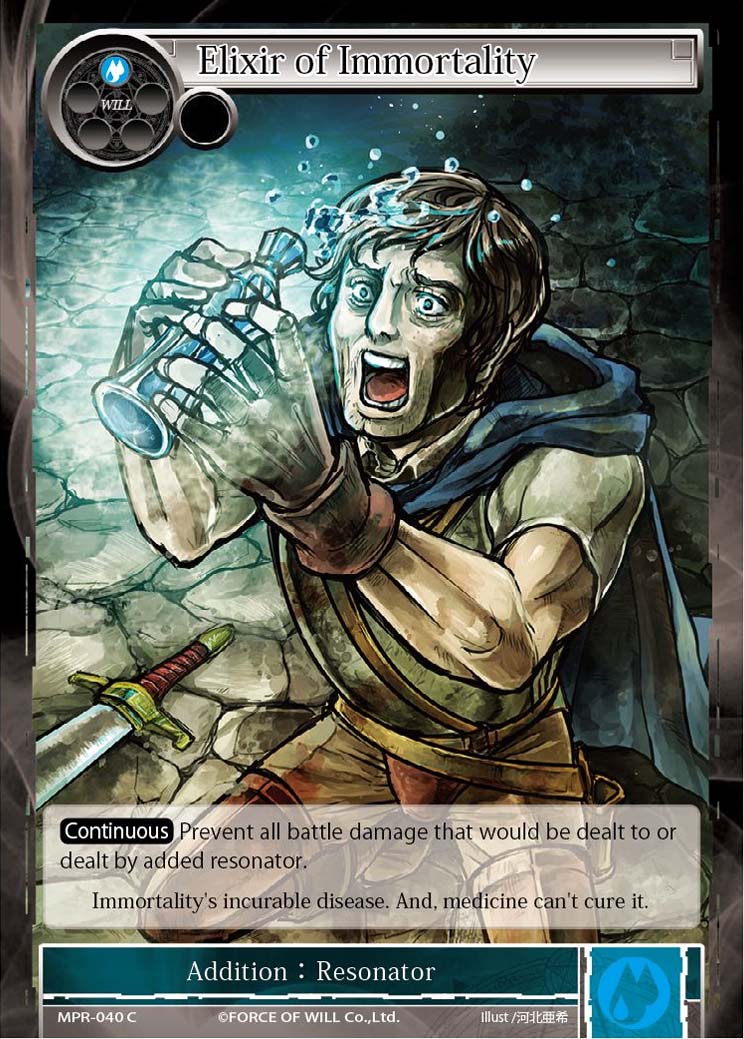 Elixir of Immortality
WILL
Continuous Prevent all battle damage that would be dealt to or
dealt by added resonator.
Immortality's incurable disease. And, medicine can't cure it.
Addition : Resonator
MPR-040 C ©FORCE OF WILL Co.,Ltd. Illust /河北亜希